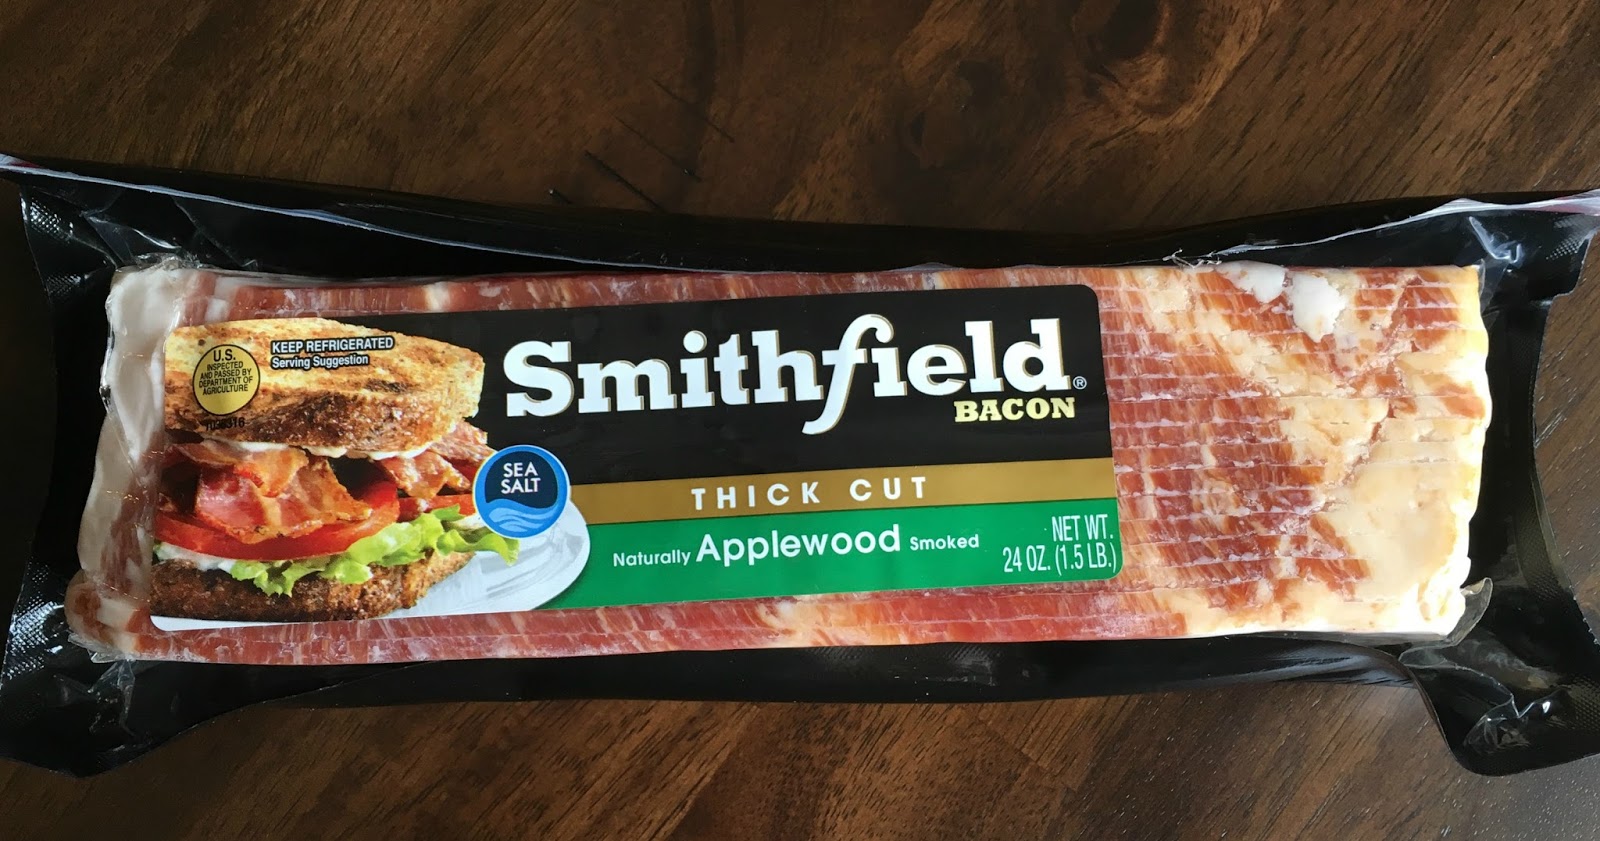 U.S.
INSPECTED
AND PASSED BY
DEPARTMENT OF
AGRICULTURE
KEEP REFRIGERATED
Serving Suggestion
Smithfield®
BACON
SEA
SALT
THICK CUT
Naturally Applewood Smoked
NET WT.
24 OZ. (1.5 LB.)